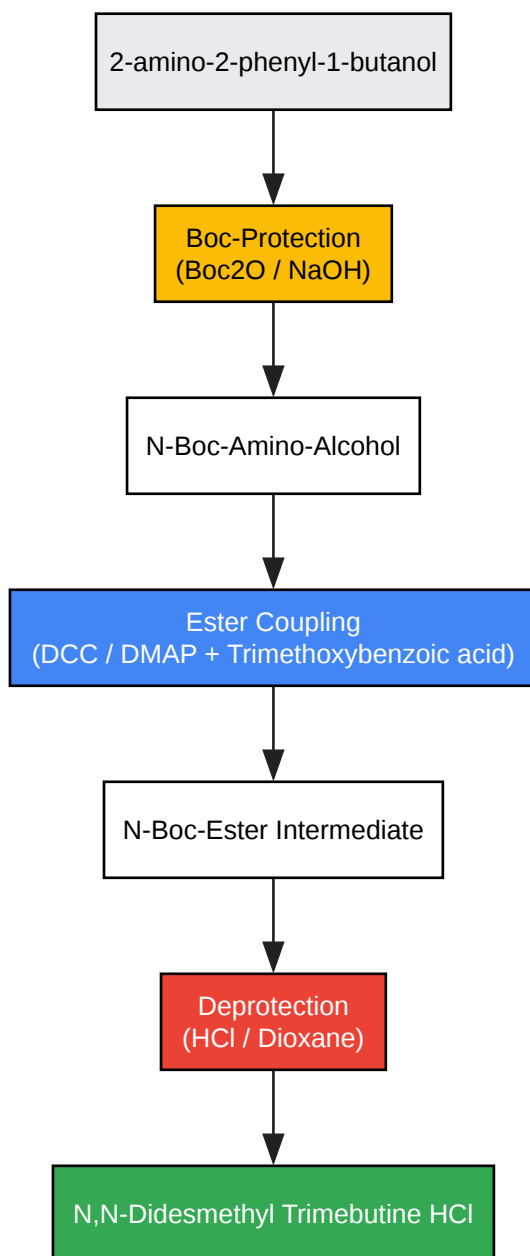 2-amino-2-phenyl-1-butanol
Boc-Protection
(Boc2O / NaOH)
N-Boc-Amino-Alcohol
Ester Coupling
(DCC / DMAP + Trimethoxybenzoic acid)
N-Boc-Ester Intermediate
Deprotection
(HCl / Dioxane)
N,N-Didesmethyl Trimebutine HCl